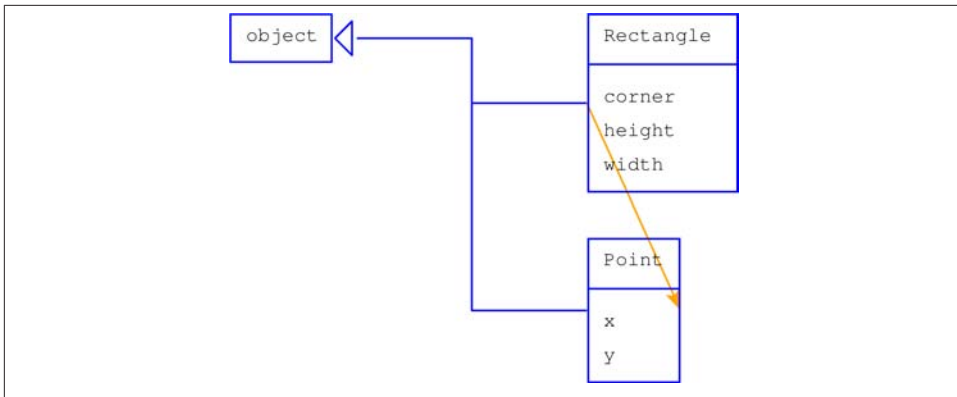 object
Rectangle
corner
height
width
Point
x
y